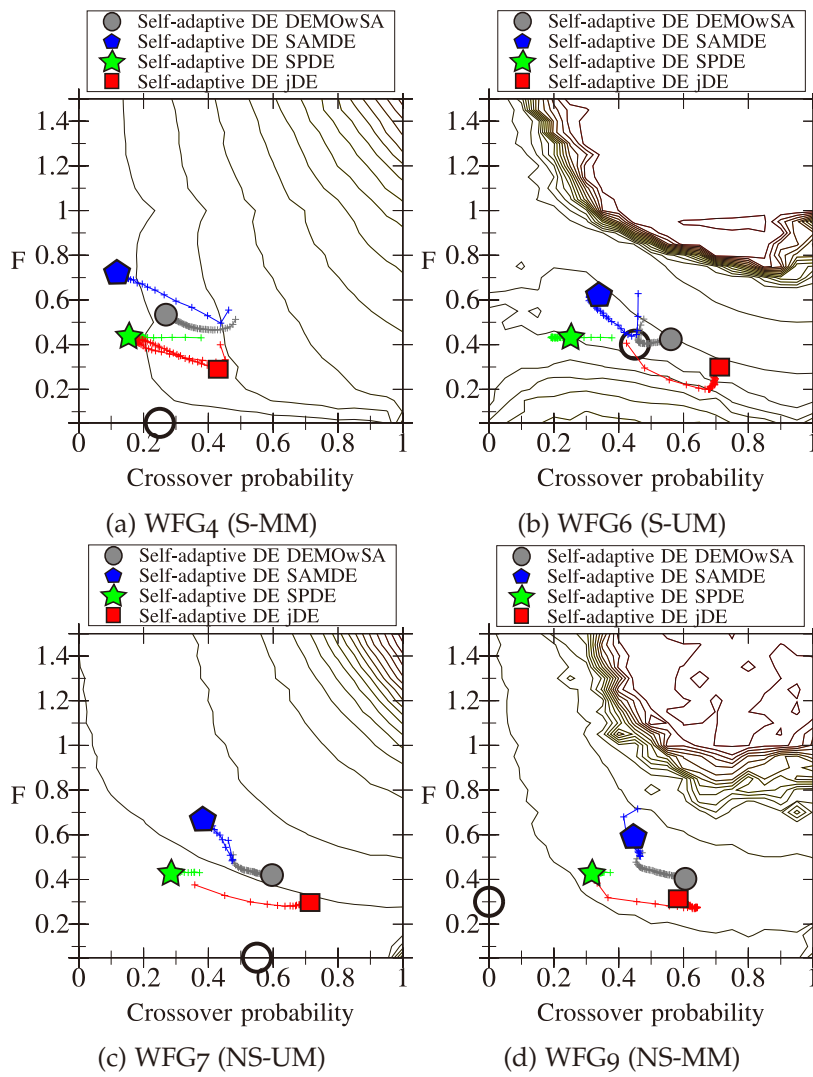 Self-adaptive DE DEMOwSA
Self-adaptive DE SAMDE
Self-adaptive DE SPDE
Self-adaptive DE jDE
1.4
1.2
1
F 0.8
0.6
0.4
0.2
0 0.2 0.4 0.6 0.8 1
Crossover probability
(a) WFG4 (S-MM)
Self-adaptive DE DEMOwSA
Self-adaptive DE SAMDE
Self-adaptive DE SPDE
Self-adaptive DE jDE
1.4
1.2
1
F 0.8
0.6
0.4
0.2
0 0.2 0.4 0.6 0.8 1
Crossover probability
(b) WFG6 (S-UM)
Self-adaptive DE DEMOwSA
Self-adaptive DE SAMDE
Self-adaptive DE SPDE
Self-adaptive DE jDE
1.4
1.2
1
F 0.8
0.6
0.4
0.2
0 0.2 0.4 0.6 0.8 1
Crossover probability
(c) WFG7 (NS-UM)
Self-adaptive DE DEMOwSA
Self-adaptive DE SAMDE
Self-adaptive DE SPDE
Self-adaptive DE jDE
1.4
1.2
1
F 0.8
0.6
0.4
0.2
0 0.2 0.4 0.6 0.8 1
Crossover probability
(d) WFG9 (NS-MM)